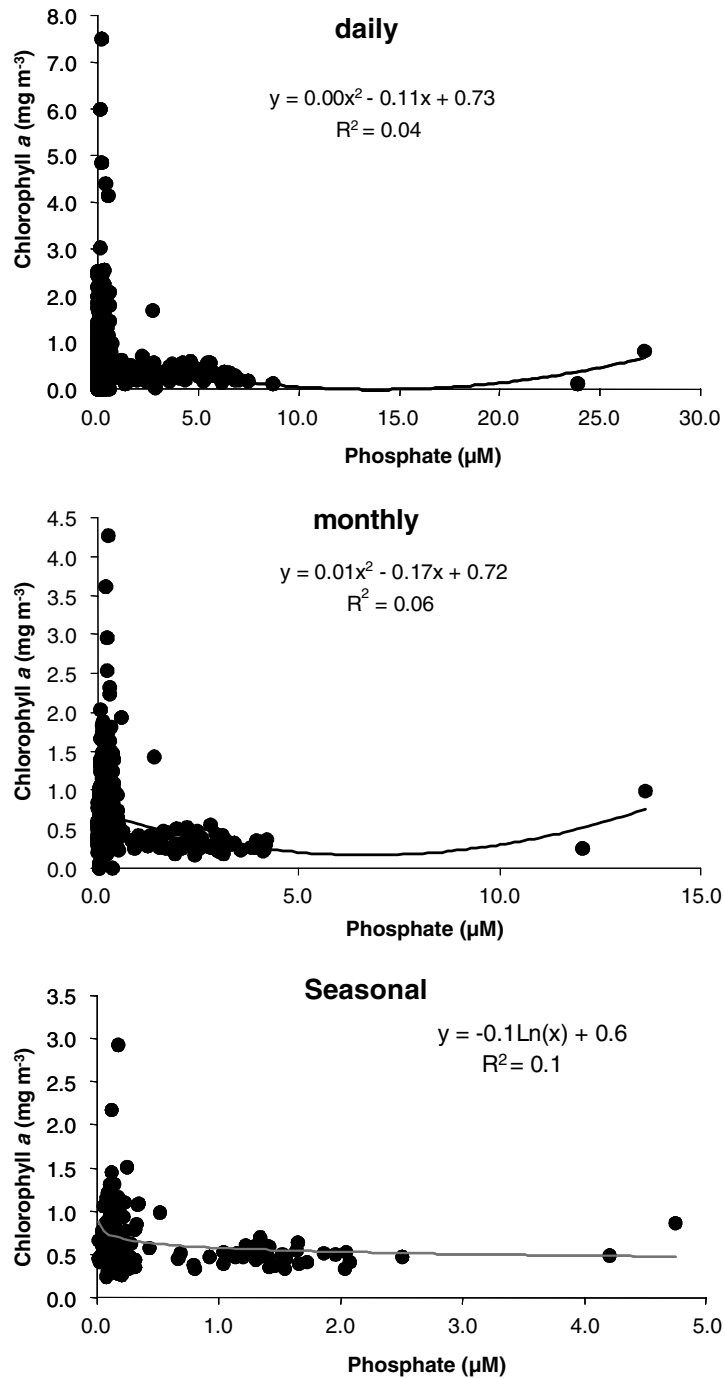 daily
y = 0.00x² - 0.11x + 0.73
R² = 0.04
Chlorophyll a (mg m⁻³)
8.0
7.0
6.0
5.0
4.0
3.0
2.0
1.0
0.0
0.0 5.0 10.0 15.0 20.0 25.0 30.0
Phosphate (µM)
monthly
y = 0.01x² - 0.17x + 0.72
R² = 0.06
Chlorophyll a (mg m⁻³)
4.5
4.0
3.5
3.0
2.5
2.0
1.5
1.0
0.5
0.0
0.0 5.0 10.0 15.0
Phosphate (µM)
Seasonal
y = -0.1Ln(x) + 0.6
R² = 0.1
Chlorophyll a (mg m⁻³)
3.5
3.0
2.5
2.0
1.5
1.0
0.5
0.0
0.0 1.0 2.0 3.0 4.0 5.0
Phosphate (µM)